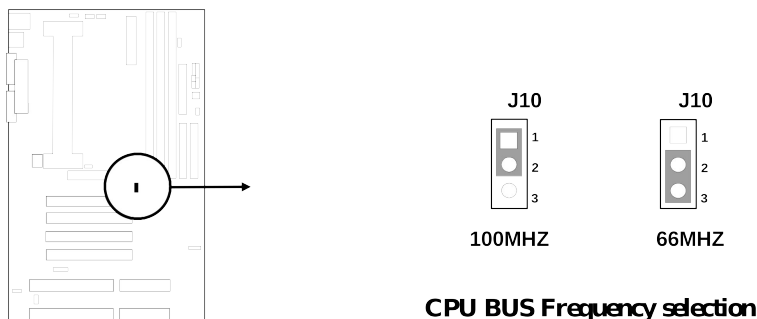 J10 J10
1 1
2 2
3 3
100MHZ 66MHZ
CPU BUS Frequency selection